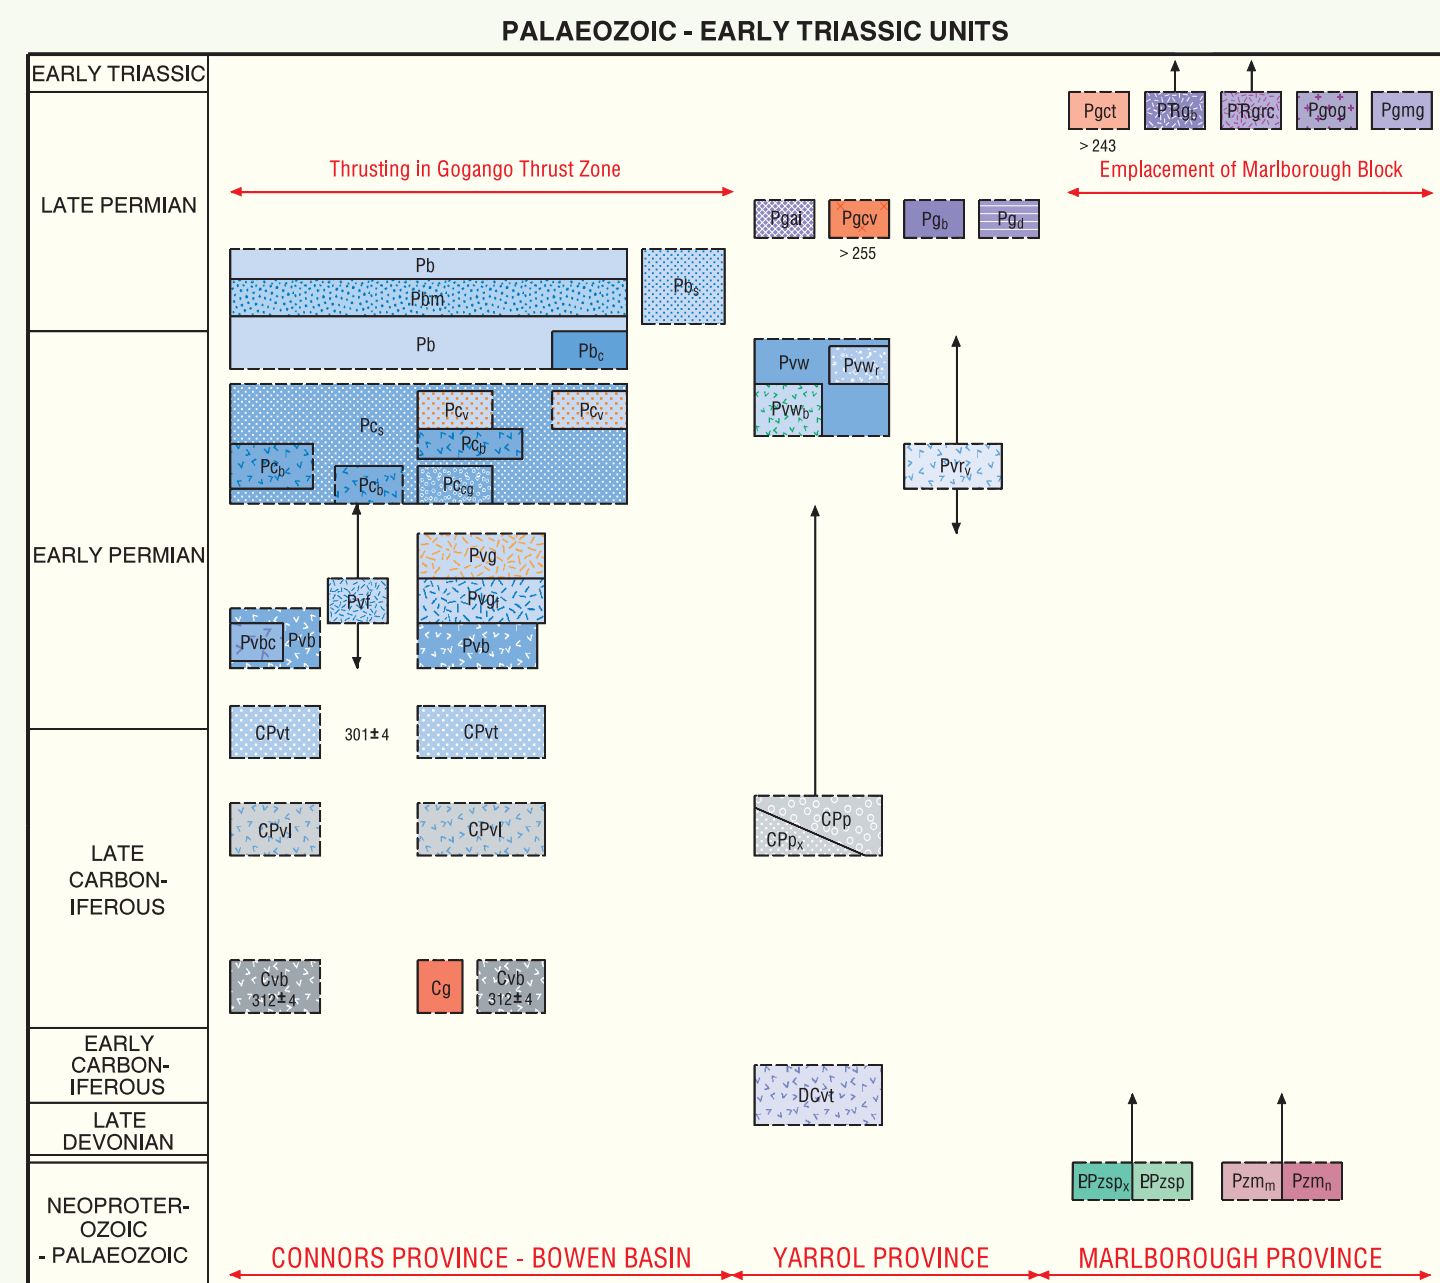 PALAEOZOIC - EARLY TRIASSIC UNITS
EARLY TRIASSIC
Pgct
PTRgb
PTRgrc
Pgog
Pgmg
> 243
Thrusting in Gogango Thrust Zone
Emplacement of Marlborough Block
LATE PERMIAN
Pgai
Pgcv
Pgb
Pgd
> 255
Pb
Pbm
Pbs
Pb
Pbc
Pvw
Pvwr
Pvwb
Pcs
Pcv
Pcv
Pcb
Pcb
Pcb
Pccg
Pvrv
EARLY PERMIAN
Pvg
Pvf
Pvgf
Pvbc
Pvb
Pvb
CPvt
301±4
CPvt
CPvl
CPvl
CPp
CPpx
LATE
CARBON-
IFEROUS
Cvb
312±4
Cg
Cvb
312±4
EARLY
CARBON-
IFEROUS
DCvt
LATE
DEVONIAN
PPzspx
PPzsp
Pzmm
Pzmn
NEOPROTER-
OZOIC
- PALAEOZOIC
CONNORS PROVINCE - BOWEN BASIN
YARROL PROVINCE
MARLBOROUGH PROVINCE